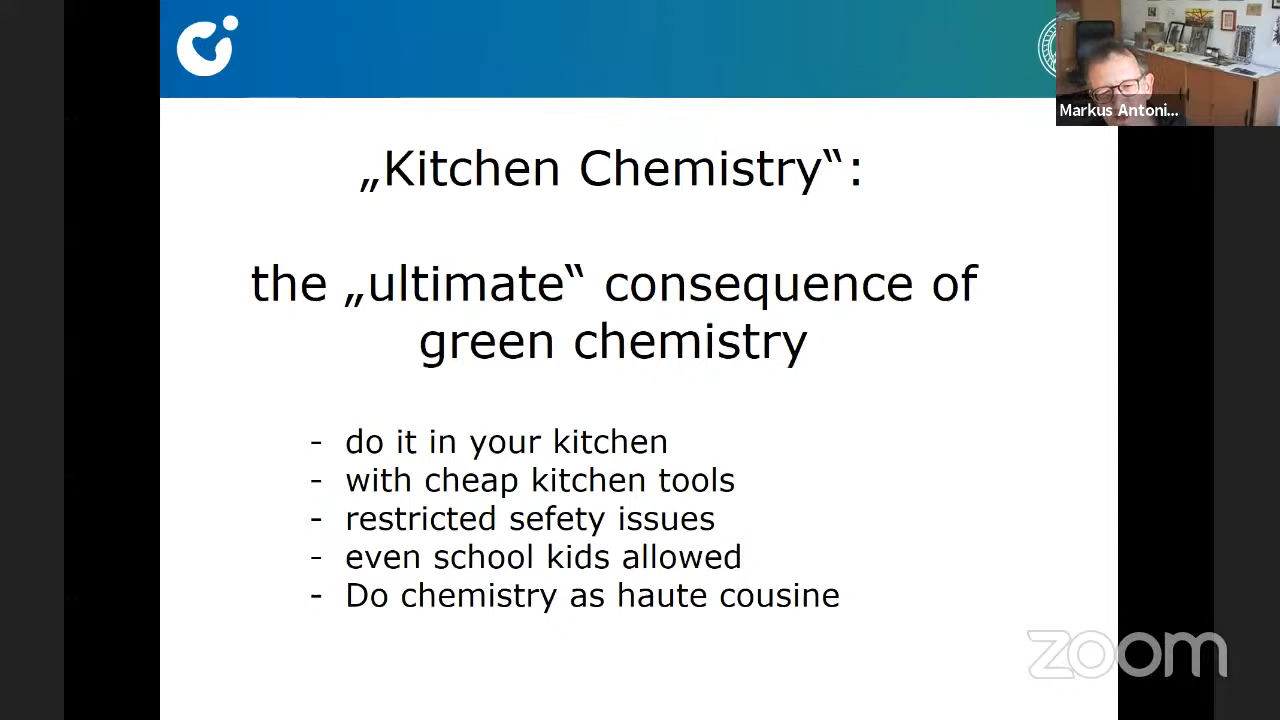 „Kitchen Chemistry“:
the „ultimate“ consequence of
green chemistry
- do it in your kitchen
- with cheap kitchen tools
- restricted sefety issues
- even school kids allowed
- Do chemistry as haute cousine
Markus Antoni...
zoom